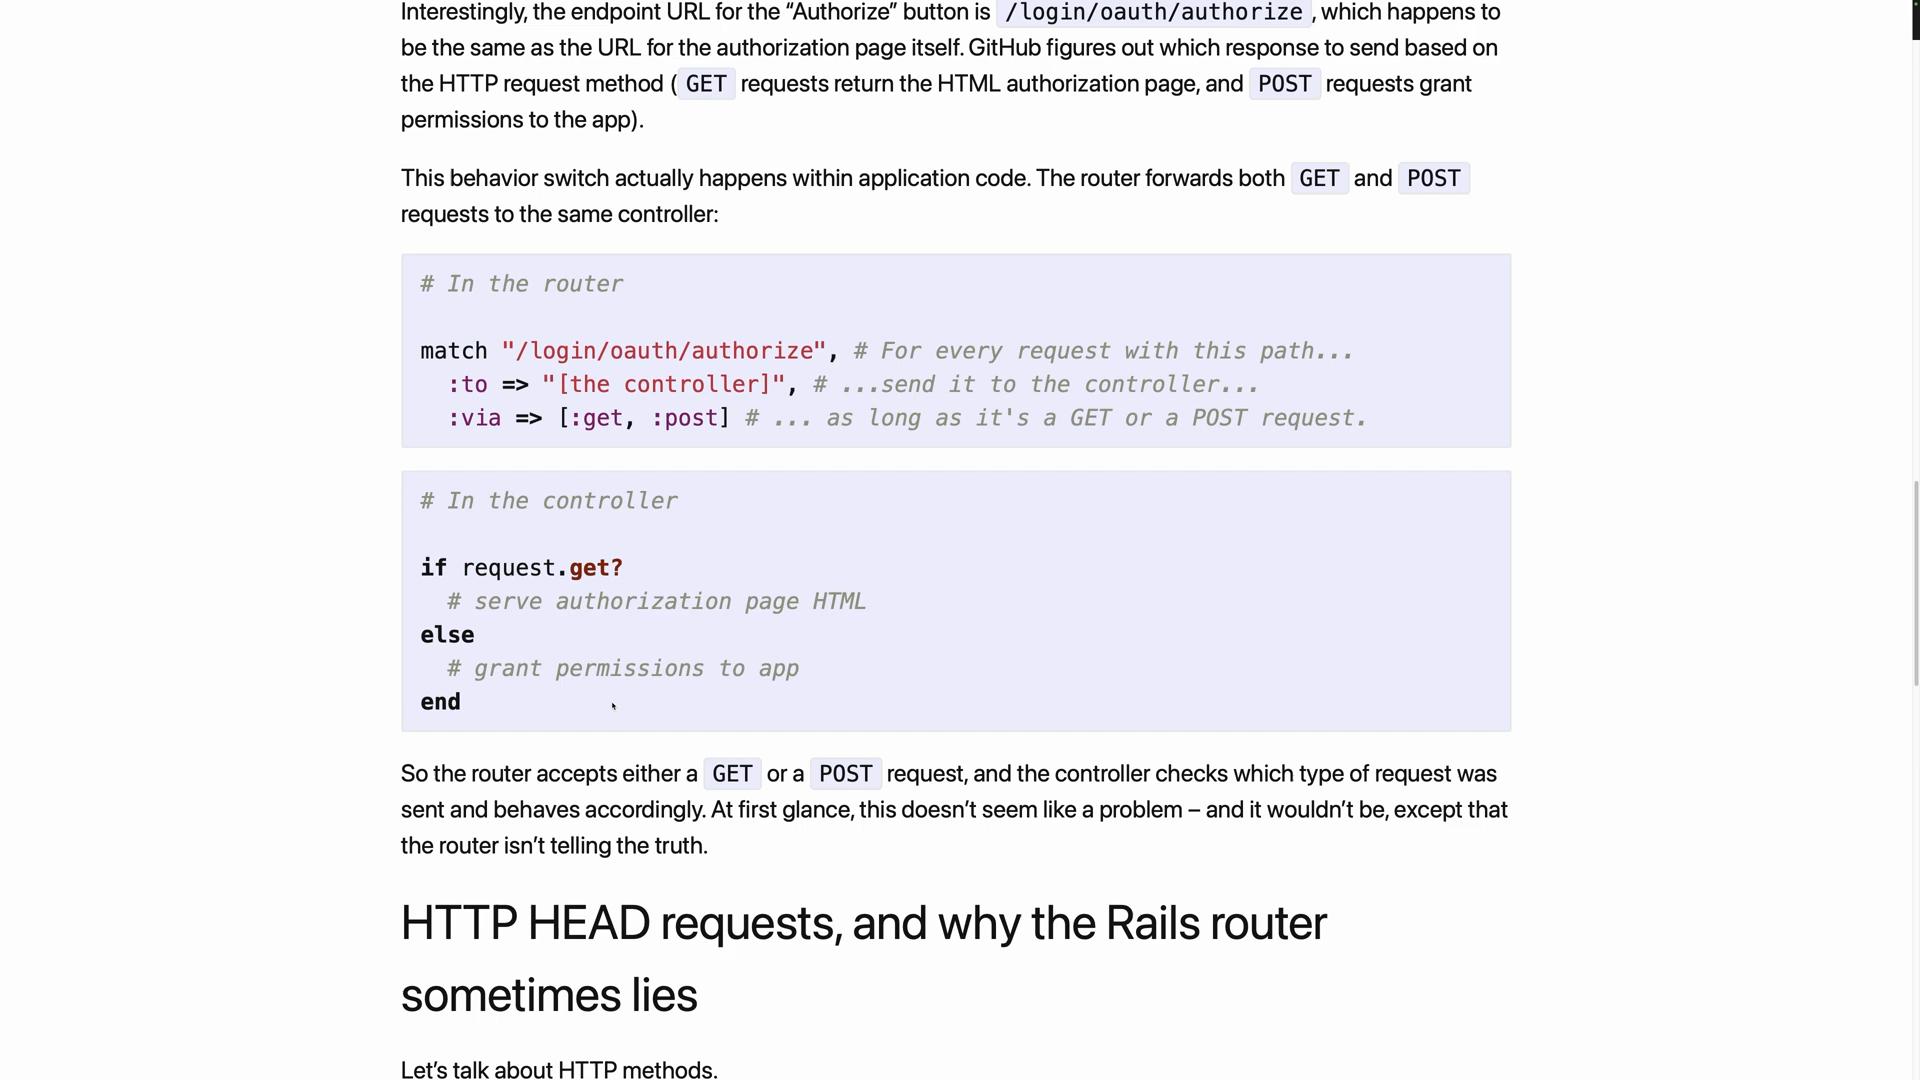 Interestingly, the endpoint URL for the “Authorize” button is /login/oauth/authorize, which happens to
be the same as the URL for the authorization page itself. GitHub figures out which response to send based on
the HTTP request method (GET requests return the HTML authorization page, and POST requests grant
permissions to the app).
This behavior switch actually happens within application code. The router forwards both GET and POST
requests to the same controller:
# In the router
match "/login/oauth/authorize", # For every request with this path...
  :to => "[the controller]", # ...send it to the controller...
  :via => [:get, :post] # ... as long as it's a GET or a POST request.
# In the controller
if request.get?
  # serve authorization page HTML
else
  # grant permissions to app
end
So the router accepts either a GET or a POST request, and the controller checks which type of request was
sent and behaves accordingly. At first glance, this doesn’t seem like a problem – and it wouldn’t be, except that
the router isn’t telling the truth.
HTTP HEAD requests, and why the Rails router
sometimes lies
Let’s talk about HTTP methods.